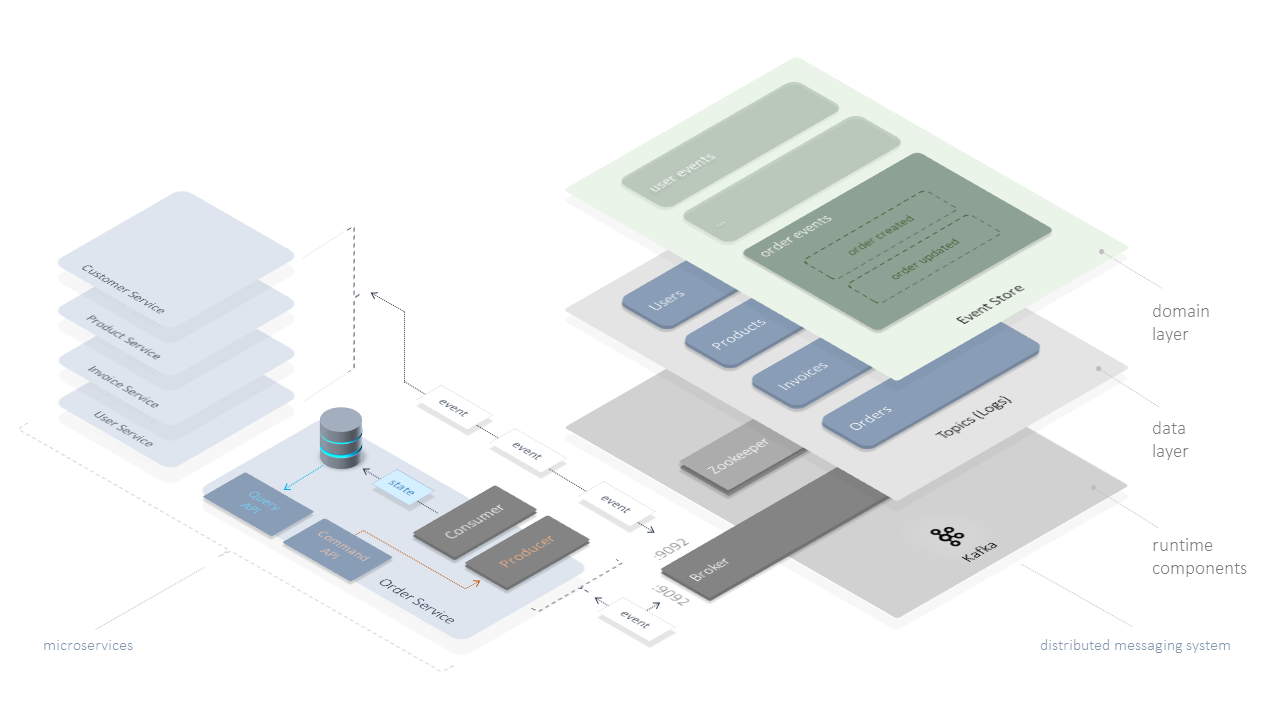 user events
...
order events
order created
order updated
Event Store
domain
layer
Users
Products
Invoices
Orders
Topics (Logs)
data
layer
Zookeeper
Broker
:9092
:9092
Kafka
runtime
components
distributed messaging system
Customer Service
Product Service
Invoice Service
User Service
event
event
event
event
state
Query
API
Command
API
Consumer
Producer
Order Service
microservices